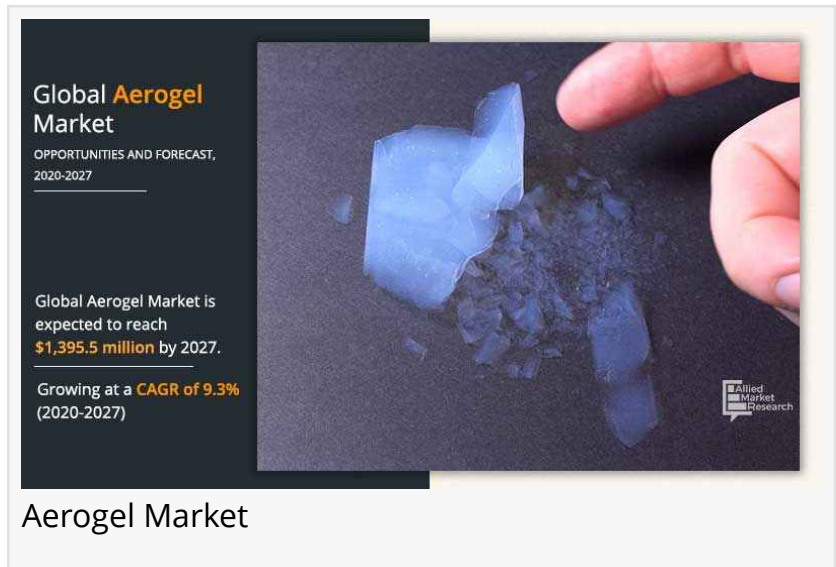 Global Aerogel
Market
OPPORTUNITIES AND FORECAST,
2020-2027
Global Aerogel Market is
expected to reach
$1,395.5 million by 2027.
Growing at a CAGR of 9.3%
(2020-2027)
Allied
Market
Research
Aerogel Market